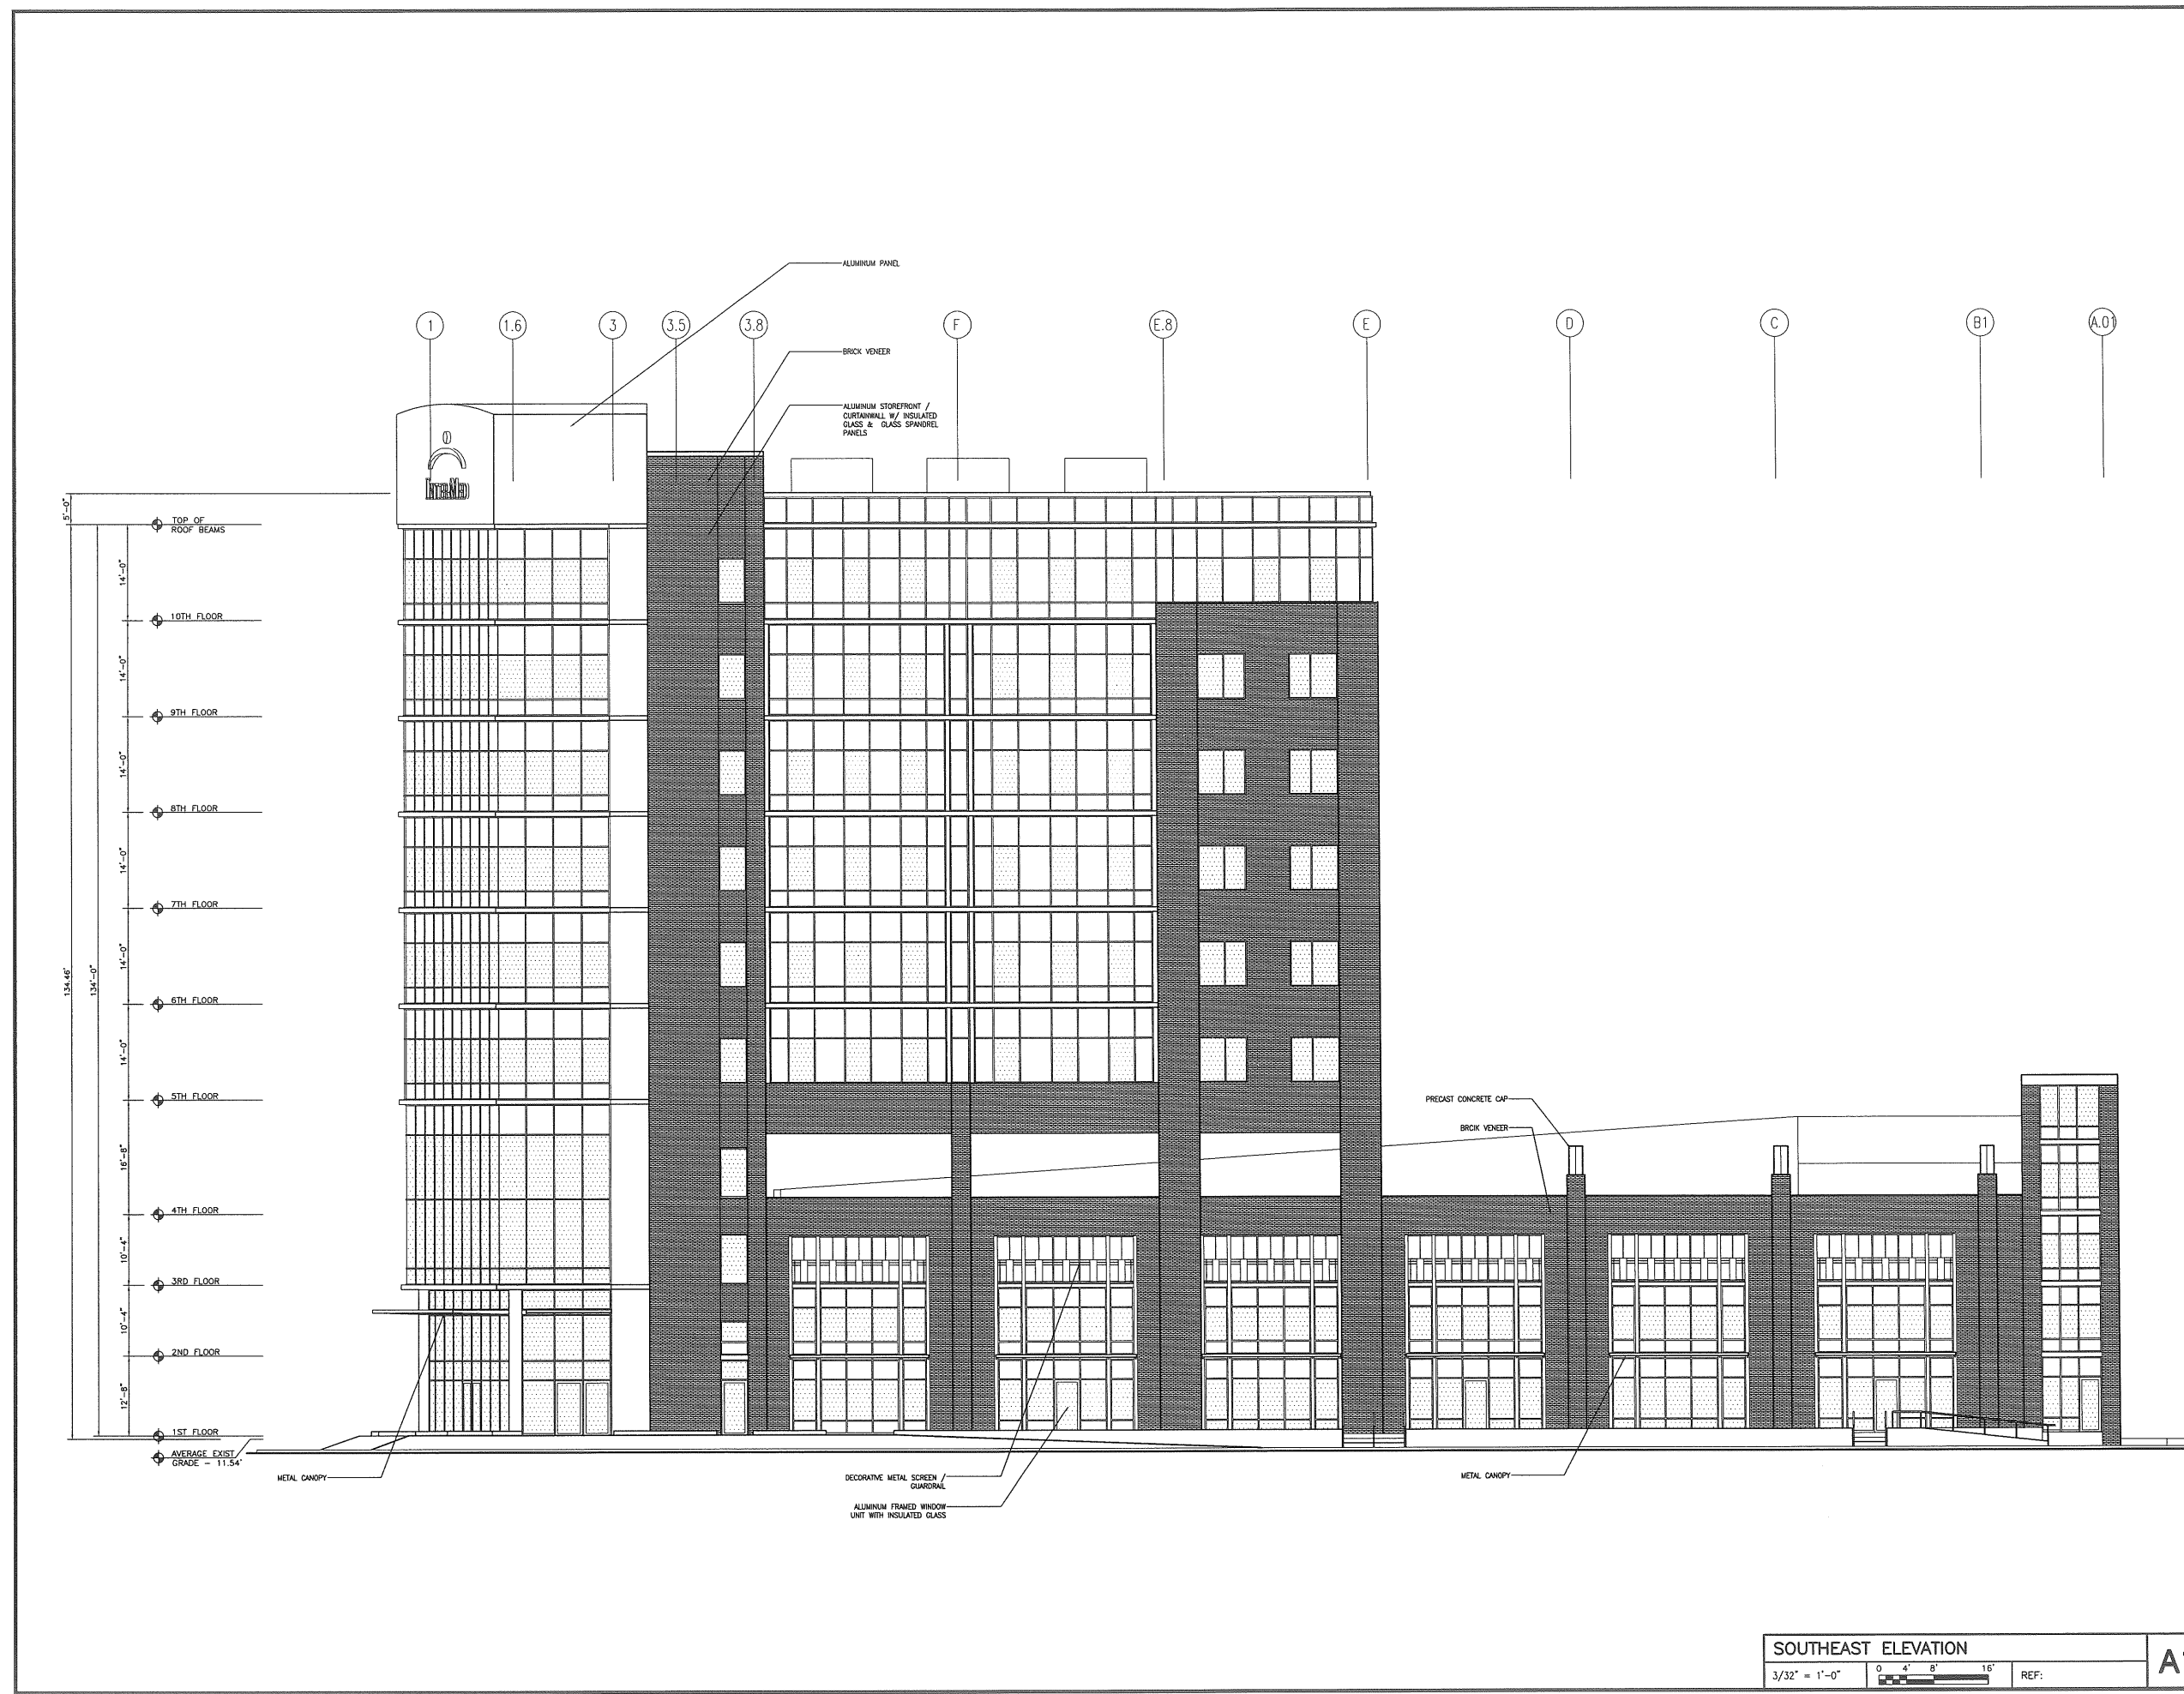 ALUMINUM PANEL
1
1.6
3
3.5
3.8
F
E.8
E
D
C
B1
A.01
BRICK VENEER
ALUMINUM STOREFRONT /
CURTAINWALL W/ INSULATED
GLASS & GLASS SPANDREL
PANELS
INTERMED
5'-0"
TOP OF
ROOF BEAMS
14'-0"
10TH FLOOR
14'-0"
9TH FLOOR
14'-0"
8TH FLOOR
14'-0"
7TH FLOOR
14'-0"
6TH FLOOR
134.46'
134'-0"
14'-0"
5TH FLOOR
PRECAST CONCRETE CAP
BRCIK VENEER
16'-8"
4TH FLOOR
10'-4"
3RD FLOOR
10'-4"
2ND FLOOR
12'-8"
1ST FLOOR
AVERAGE EXIST
GRADE - 11.54'
METAL CANOPY
DECORATIVE METAL SCREEN /
GUARDRAIL
METAL CANOPY
ALUMINUM FRAMED WINDOW
UNIT WITH INSULATED GLASS
SOUTHEAST ELEVATION
3/32" = 1'-0"
0 4' 8' 16'
REF: